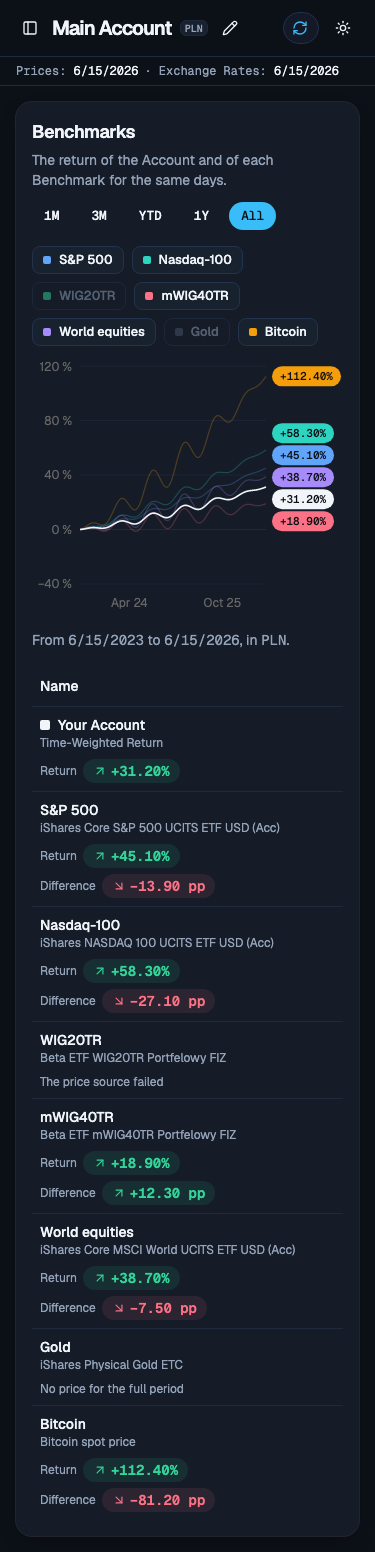 Main Account PLN
Prices: 6/15/2026 · Exchange Rates: 6/15/2026
Benchmarks
The return of the Account and of each
Benchmark for the same days.
1M 3M YTD 1Y All
S&P 500 Nasdaq-100
WIG20TR mWIG40TR
World equities Gold Bitcoin
120 %
+112.40%
80 %
+58.30%
+45.10%
40 %
+38.70%
+31.20%
+18.90%
0 %
−40 %
Apr 24 Oct 25
From 6/15/2023 to 6/15/2026, in PLN.
Name
Your Account
Time-Weighted Return
Return +31.20%
S&P 500
iShares Core S&P 500 UCITS ETF USD (Acc)
Return +45.10%
Difference −13.90 pp
Nasdaq-100
iShares NASDAQ 100 UCITS ETF USD (Acc)
Return +58.30%
Difference −27.10 pp
WIG20TR
Beta ETF WIG20TR Portfelowy FIZ
The price source failed
mWIG40TR
Beta ETF mWIG40TR Portfelowy FIZ
Return +18.90%
Difference +12.30 pp
World equities
iShares Core MSCI World UCITS ETF USD (Acc)
Return +38.70%
Difference −7.50 pp
Gold
iShares Physical Gold ETC
No price for the full period
Bitcoin
Bitcoin spot price
Return +112.40%
Difference −81.20 pp